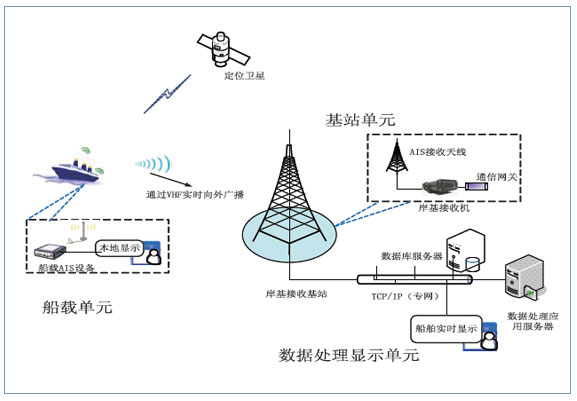 定位卫星
基站单元
AIS接收天线
通信网关
岸基接收机
通过VHF实时向外广播
本地显示
船载AIS设备
船载单元
数据库服务器
岸基接收基站
TCP/IP（专网）
数据处理应
用服务器
船舶实时显示
数据处理显示单元